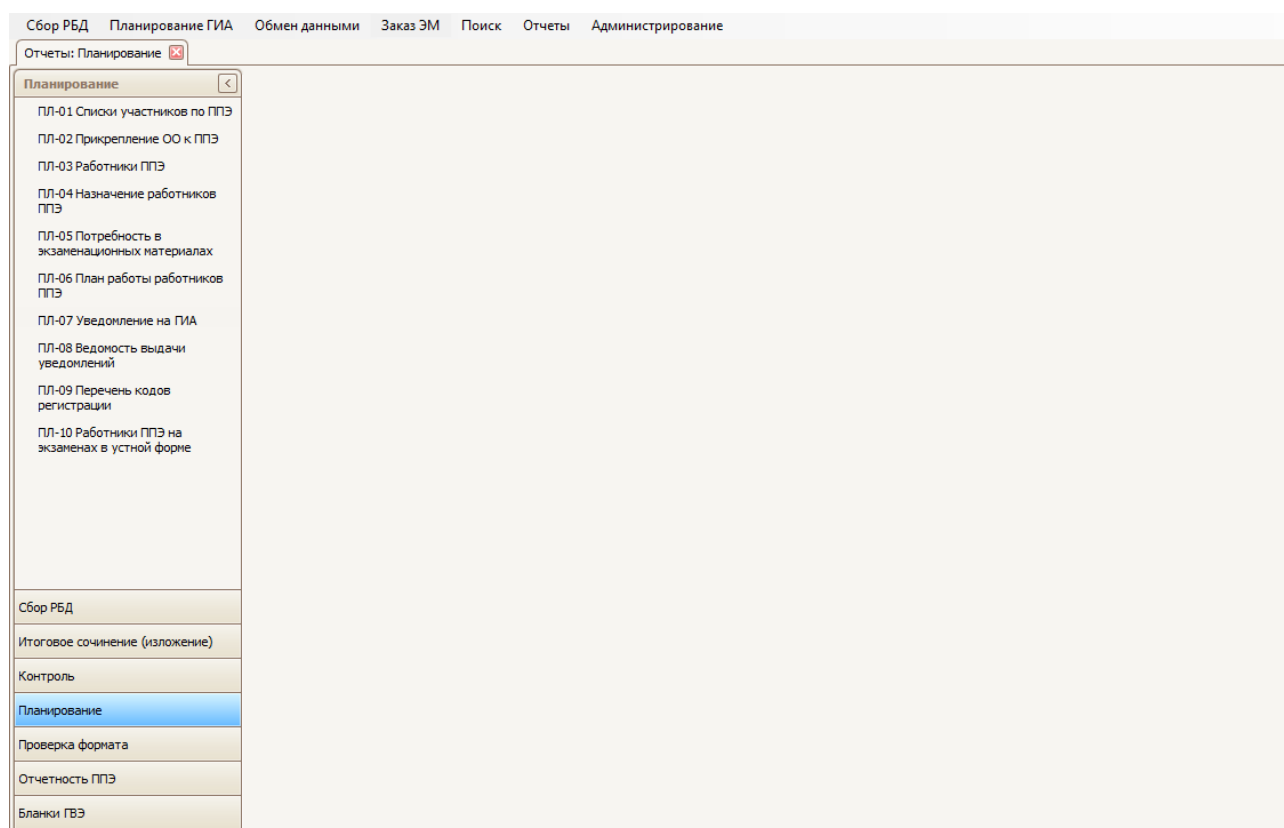 Сбор РБД Планирование ГИА Обмен данными Заказ ЭМ Поиск Отчеты Администрирование
Отчеты: Планирование
Планирование
ПЛ-01 Списки участников по ППЭ
ПЛ-02 Прикрепление ОО к ППЭ
ПЛ-03 Работники ППЭ
ПЛ-04 Назначение работников
ППЭ
ПЛ-05 Потребность в
экзаменационных материалах
ПЛ-06 План работы работников
ППЭ
ПЛ-07 Уведомление на ГИА
ПЛ-08 Ведомость выдачи
уведомлений
ПЛ-09 Перечень кодов
регистрации
ПЛ-10 Работники ППЭ на
экзаменах в устной форме
Сбор РБД
Итоговое сочинение (изложение)
Контроль
Планирование
Проверка формата
Отчетность ППЭ
Бланки ГВЭ